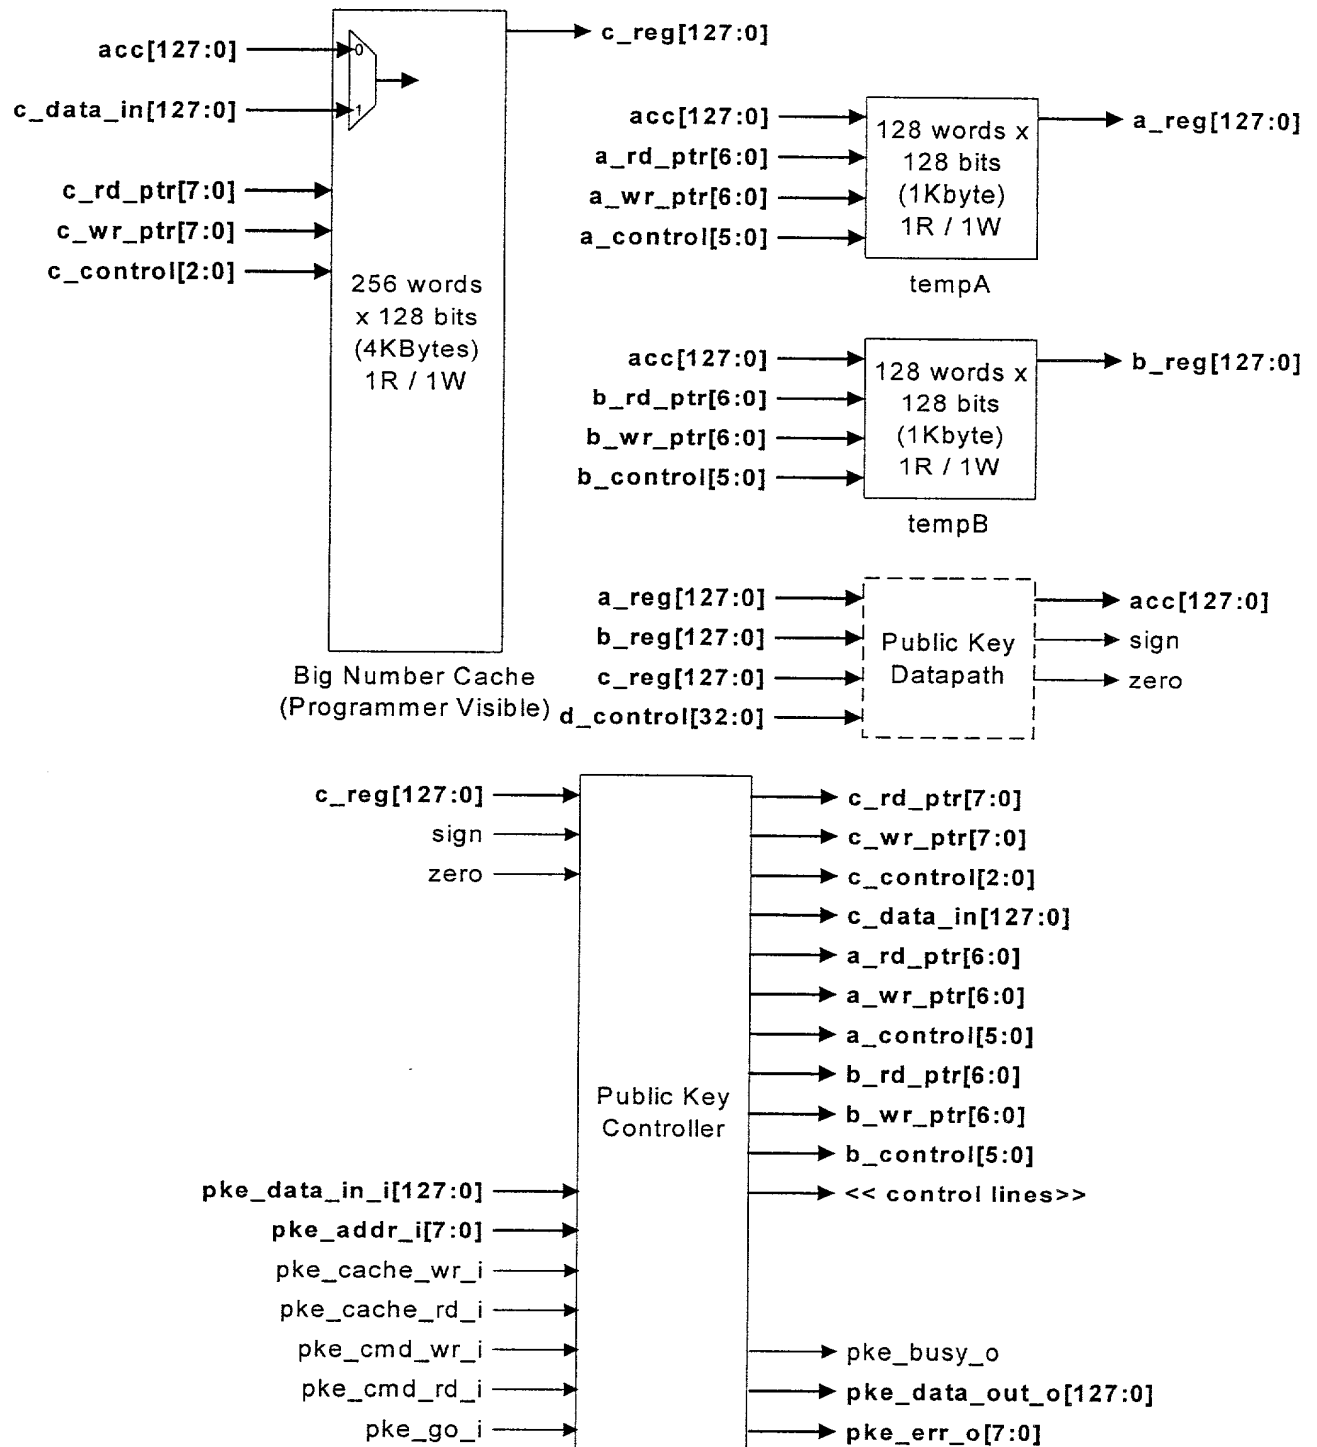 acc[127:0]
0
c_data_in[127:0]
1
c_rd_ptr[7:0]
c_wr_ptr[7:0]
c_control[2:0]
256 words
x 128 bits
(4KBytes)
1R / 1W
c_reg[127:0]
Big Number Cache
(Programmer Visible)
acc[127:0]
a_rd_ptr[6:0]
a_wr_ptr[6:0]
a_control[5:0]
128 words x
128 bits
(1Kbyte)
1R / 1W
a_reg[127:0]
tempA
acc[127:0]
b_rd_ptr[6:0]
b_wr_ptr[6:0]
b_control[5:0]
128 words x
128 bits
(1Kbyte)
1R / 1W
b_reg[127:0]
tempB
a_reg[127:0]
b_reg[127:0]
c_reg[127:0]
d_control[32:0]
Public Key
Datapath
acc[127:0]
sign
zero
c_reg[127:0]
sign
zero
pke_data_in_i[127:0]
pke_addr_i[7:0]
pke_cache_wr_i
pke_cache_rd_i
pke_cmd_wr_i
pke_cmd_rd_i
pke_go_i
Public Key
Controller
c_rd_ptr[7:0]
c_wr_ptr[7:0]
c_control[2:0]
c_data_in[127:0]
a_rd_ptr[6:0]
a_wr_ptr[6:0]
a_control[5:0]
b_rd_ptr[6:0]
b_wr_ptr[6:0]
b_control[5:0]
<< control lines>>
pke_busy_o
pke_data_out_o[127:0]
pke_err_o[7:0]